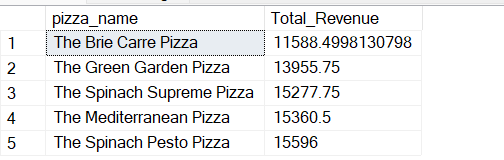 pizza_name Total_Revenue
1 The Brie Carre Pizza 11588.4998130798
2 The Green Garden Pizza 13955.75
3 The Spinach Supreme Pizza 15277.75
4 The Mediterranean Pizza 15360.5
5 The Spinach Pesto Pizza 15596